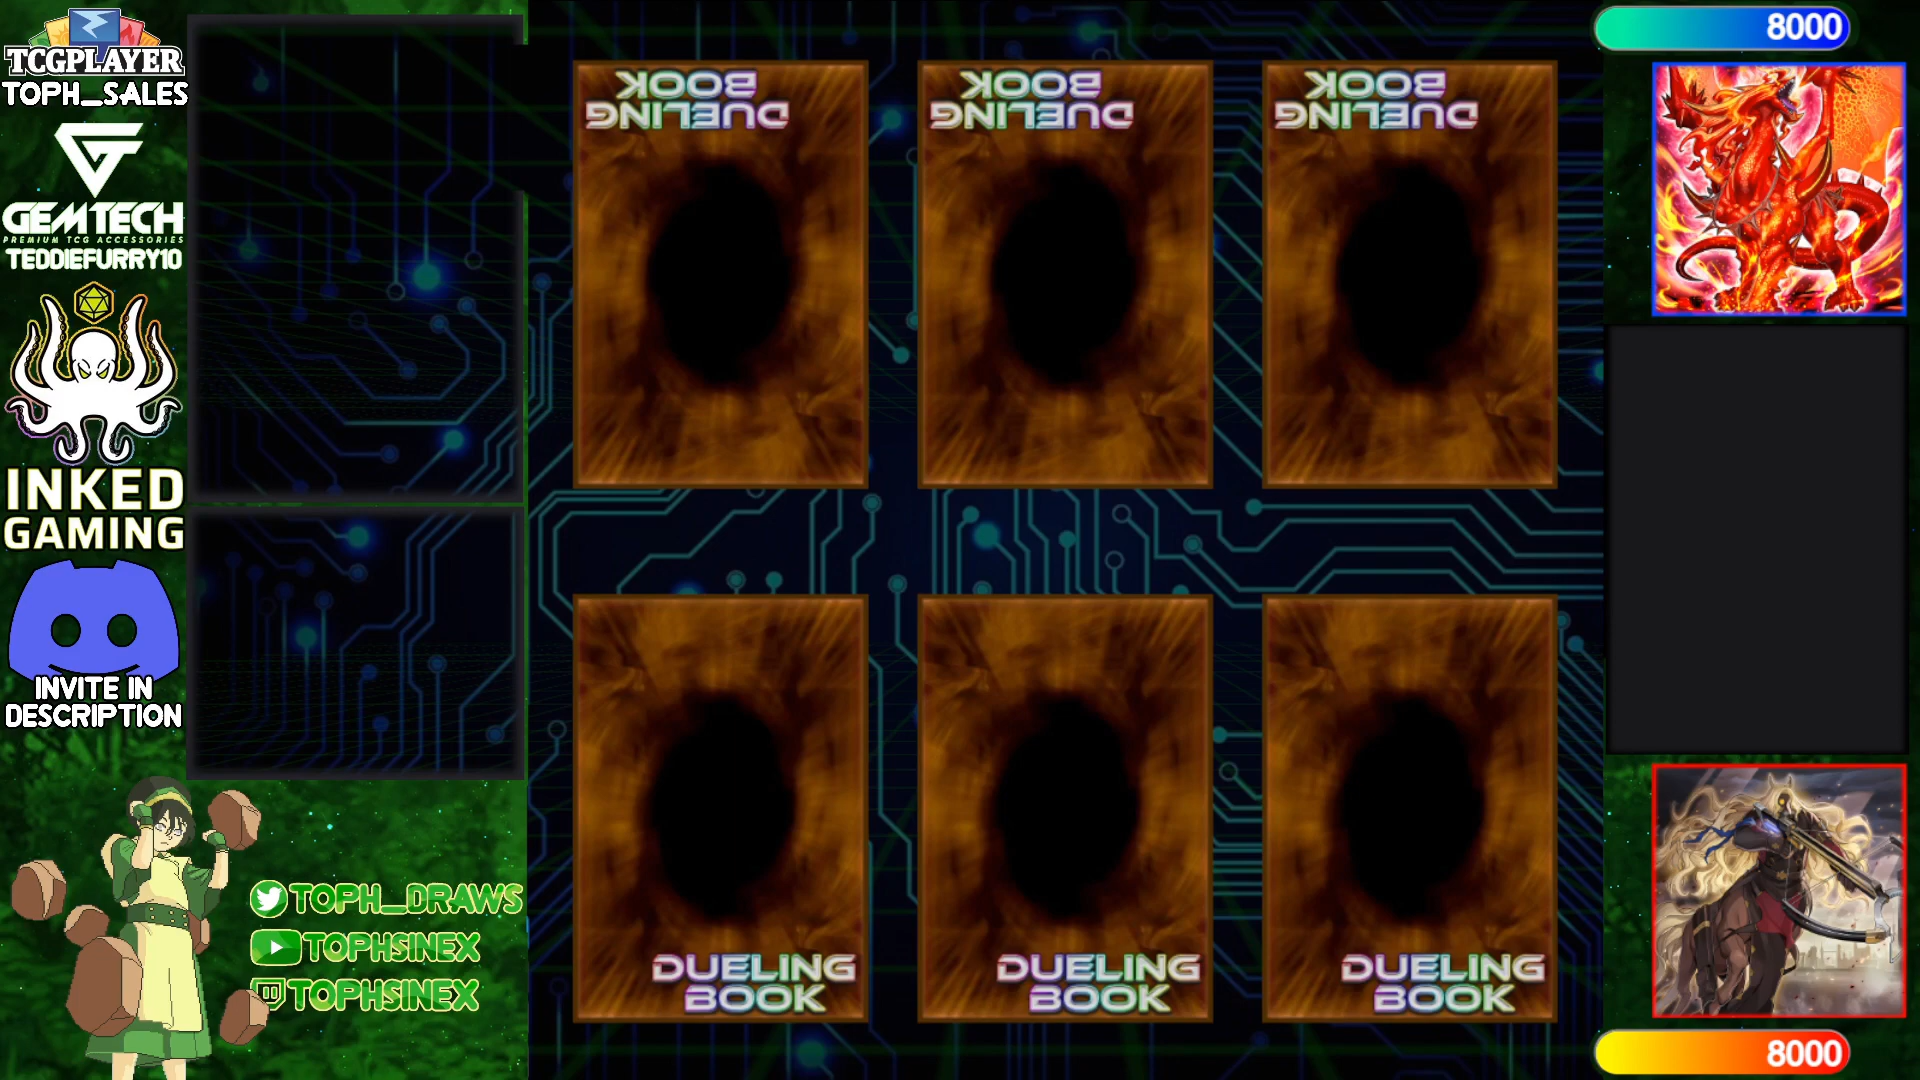 TCGPLAYER
TOPH_SALES
GEMTECH
PREMIUM TCG ACCESSORIES
TEDDIEFURRY10
INKED
GAMING
INVITE IN
DESCRIPTION
TOPH_DRAWS
TOPHSINEX
TOPHSINEX
DUELING
BOOK
DUELING
BOOK
DUELING
BOOK
DUELING
BOOK
DUELING
BOOK
DUELING
BOOK
8000
8000